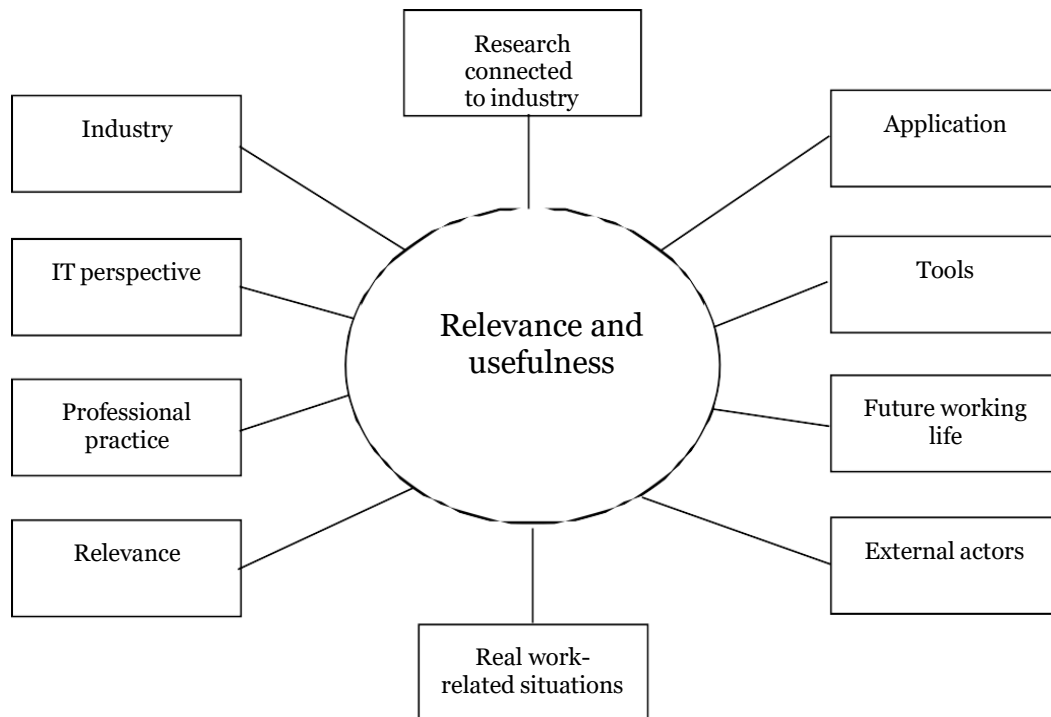 Research
connected
to industry
Industry
Application
IT perspective
Tools
Relevance and
usefulness
Professional
practice
Future working
life
Relevance
External actors
Real work-
related situations